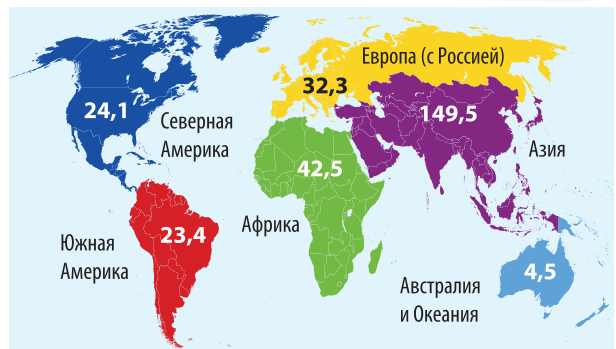 Европа (с Россией)
32,3
24,1
149,5
Северная
Америка
Азия
42,5
Африка
23,4
Южная
Америка
4,5
Австралия
и Океания